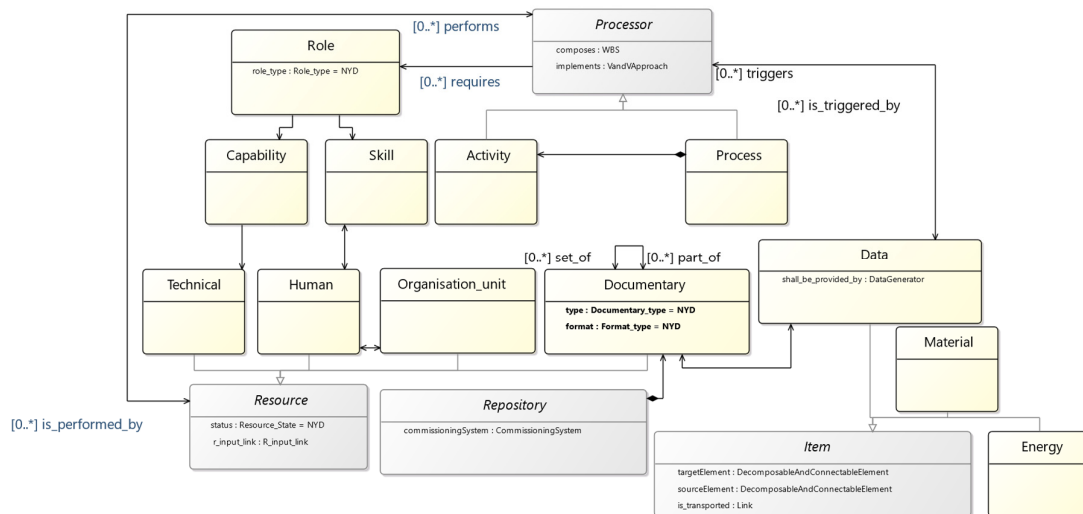 [0..*] performs
Processor
composes : WBS
implements : VandVApproach
Role
role_type : Role_type = NYD
[0..*] requires
[0..*] triggers
[0..*] is_triggered_by
Capability
Skill
Activity
Process
Technical
Human
Organisation_unit
[0..*] set_of
[0..*] part_of
Documentary
type : Documentary_type = NYD
format : Format_type = NYD
Data
shall_be_provided_by : DataGenerator
Material
Resource
status : Resource_State = NYD
r_input_link : R_input_link
[0..*] is_performed_by
Repository
commissioningSystem : CommissioningSystem
Item
targetElement : DecomposableAndConnectableElement
sourceElement : DecomposableAndConnectableElement
is_transported : Link
Energy